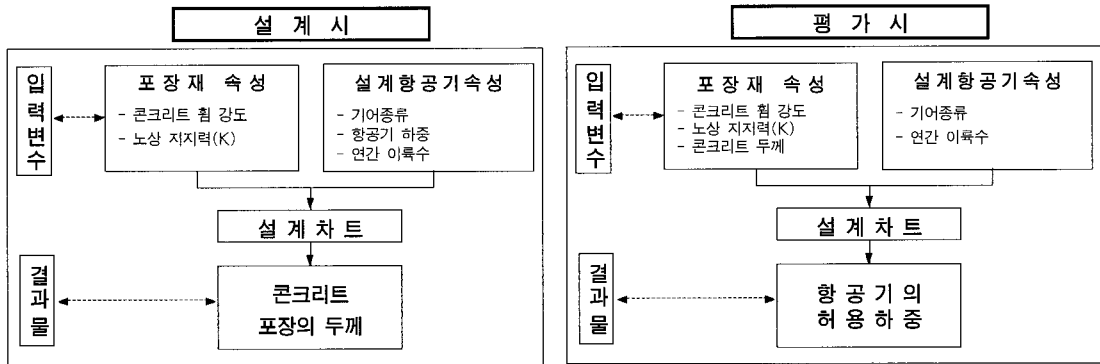 설 계 시
입력변수
포장재 속성
- 콘크리트 휨 강도
- 노상 지지력(K)
설계항공기속성
- 기어종류
- 항공기 하중
- 연간 이륙수
설계차트
결과물
콘크리트
포장의 두께
평 가 시
입력변수
포장재 속성
- 콘크리트 휨 강도
- 노상 지지력(K)
- 콘크리트 두께
설계항공기속성
- 기어종류
- 연간 이륙수
설계차트
결과물
항공기의
허용하중